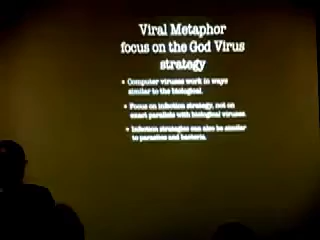 Viral Metaphor
focus on the God Virus
strategy
• Computer viruses work in ways
similar to the biological.
• Focus on infection strategy, not on
exact parallels with biological viruses.
• Infection strategies can also be similar
to parasites and bacteria.